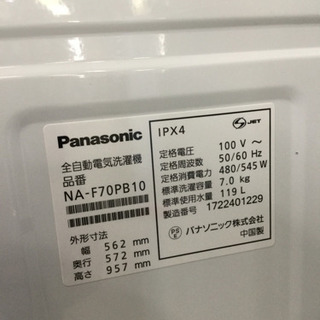 Panasonic
全自動電気洗濯機
品番
NA-F70PB10
外形寸法
幅 562 mm
奥行 572 mm
高さ 957 mm
IPX4
JET
定格電圧 100 V ~
定格周波数 50/60 Hz
定格消費電力 480/545 W
標準洗濯容量 7.0 kg
標準使用水量 119 L
製造番号 1722401229
PS E
パナソニック株式会社
中国製